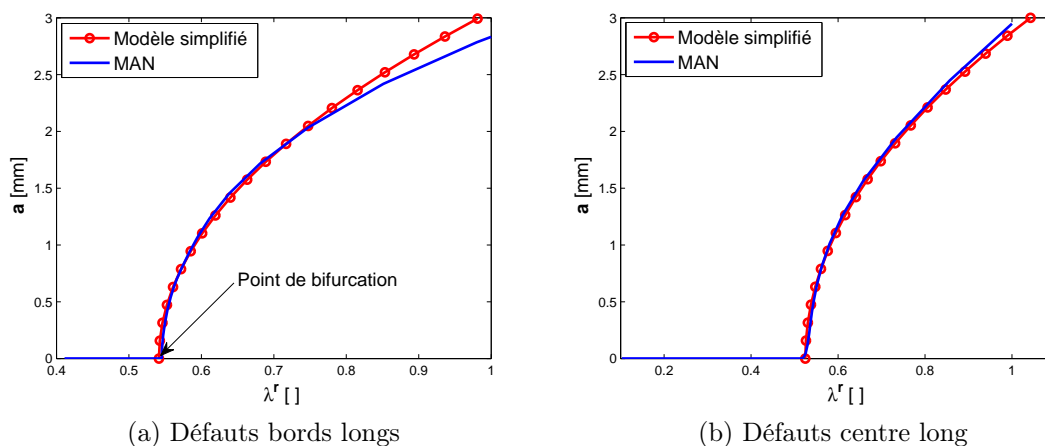 3
2.5
2
1.5
1
0.5
0
a [mm]
Modèle simplifié
MAN
Point de bifurcation
0.4 0.5 0.6 0.7 0.8 0.9 1
λʳ [ ]
(a) Défauts bords longs
3
2.5
2
1.5
1
0.5
0
a [mm]
Modèle simplifié
MAN
0.2 0.4 0.6 0.8 1
λʳ [ ]
(b) Défauts centre long